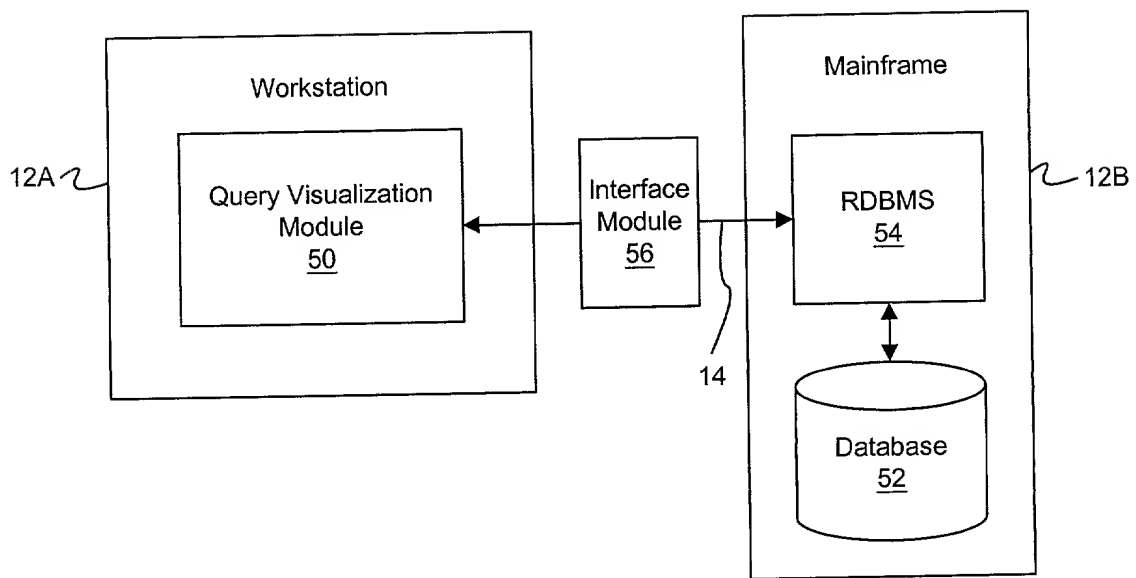 Workstation
12A
Query Visualization
Module
50
Interface
Module
56
14
Mainframe
12B
RDBMS
54
Database
52